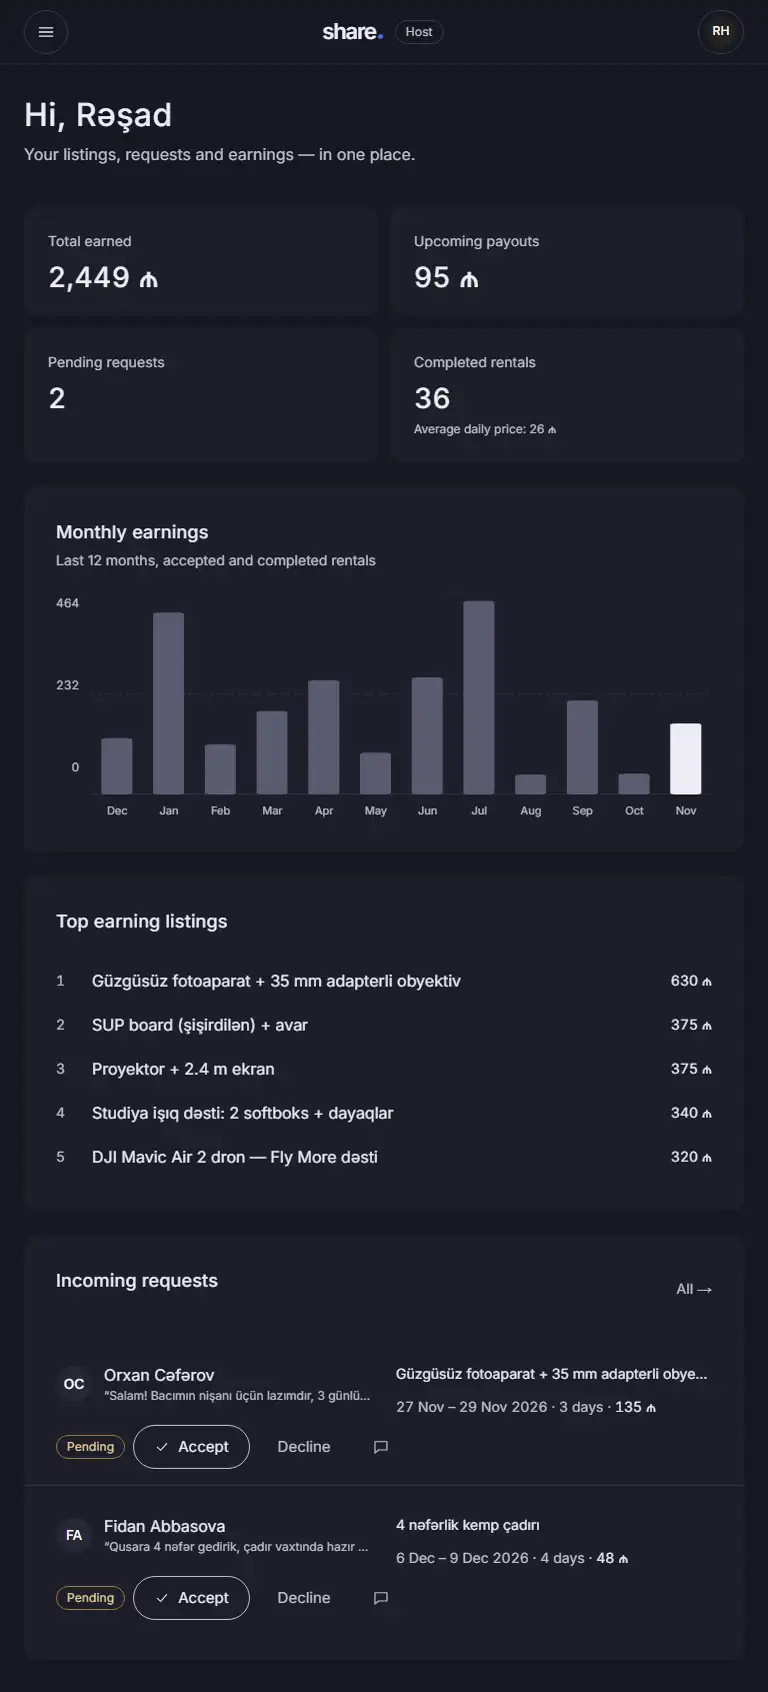 share.
Host
RH
Hi, Rəşad
Your listings, requests and earnings — in one place.
Total earned
2,449 ₼
Upcoming payouts
95 ₼
Pending requests
2
Completed rentals
36
Average daily price: 26 ₼
Monthly earnings
Last 12 months, accepted and completed rentals
464
232
0
Dec Jan Feb Mar Apr May Jun Jul Aug Sep Oct Nov
Top earning listings
1 Güzgüsüz fotoaparat + 35 mm adapterli obyektiv 630 ₼
2 SUP board (şişirdilən) + avar 375 ₼
3 Proyektor + 2.4 m ekran 375 ₼
4 Studiya işıq dəsti: 2 softboks + dayaqlar 340 ₼
5 DJI Mavic Air 2 dron — Fly More dəsti 320 ₼
Incoming requests
All →
OC
Orxan Cəfərov
"Salam! Bacımın nişanı üçün lazımdır, 3 günlü...
Güzgüsüz fotoaparat + 35 mm adapterli obye...
27 Nov – 29 Nov 2026 · 3 days · 135 ₼
Pending
Accept
Decline
FA
Fidan Abbasova
"Qusara 4 nəfər gedirik, çadır vaxtında hazır ...
4 nəfərlik kemp çadırı
6 Dec – 9 Dec 2026 · 4 days · 48 ₼
Pending
Accept
Decline